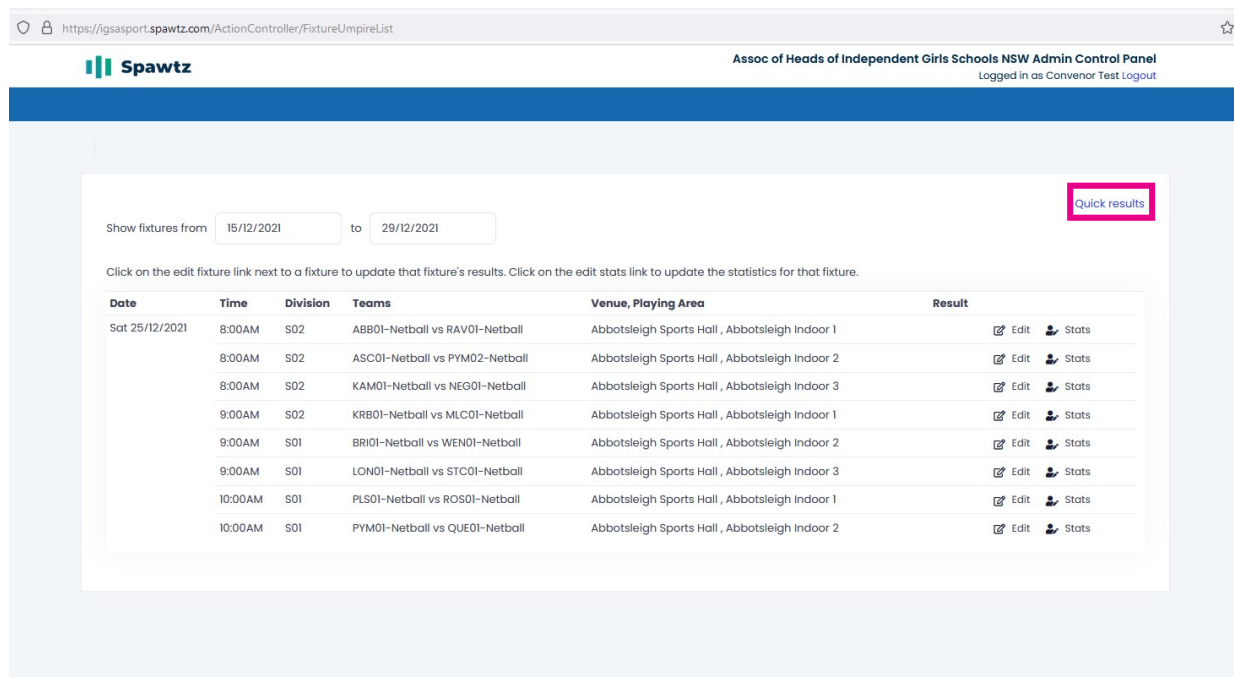 https://igsasport.spawtz.com/ActionController/FixtureUmpireList
Spawtz
Assoc of Heads of Independent Girls Schools NSW Admin Control Panel
Logged in as Convenor Test Logout
Quick results
Show fixtures from 15/12/2021 to 29/12/2021
Click on the edit fixture link next to a fixture to update that fixture's results. Click on the edit stats link to update the statistics for that fixture.
Date Time Division Teams Venue, Playing Area Result
Sat 25/12/2021 8:00AM S02 ABB01-Netball vs RAV01-Netball Abbotsleigh Sports Hall , Abbotsleigh Indoor 1 Edit Stats
8:00AM S02 ASC01-Netball vs PYM02-Netball Abbotsleigh Sports Hall , Abbotsleigh Indoor 2 Edit Stats
8:00AM S02 KAM01-Netball vs NEG01-Netball Abbotsleigh Sports Hall , Abbotsleigh Indoor 3 Edit Stats
9:00AM S02 KRB01-Netball vs MLC01-Netball Abbotsleigh Sports Hall , Abbotsleigh Indoor 1 Edit Stats
9:00AM S01 BRI01-Netball vs WEN01-Netball Abbotsleigh Sports Hall , Abbotsleigh Indoor 2 Edit Stats
9:00AM S01 LON01-Netball vs STC01-Netball Abbotsleigh Sports Hall , Abbotsleigh Indoor 3 Edit Stats
10:00AM S01 PLS01-Netball vs ROS01-Netball Abbotsleigh Sports Hall , Abbotsleigh Indoor 1 Edit Stats
10:00AM S01 PYM01-Netball vs QUE01-Netball Abbotsleigh Sports Hall , Abbotsleigh Indoor 2 Edit Stats